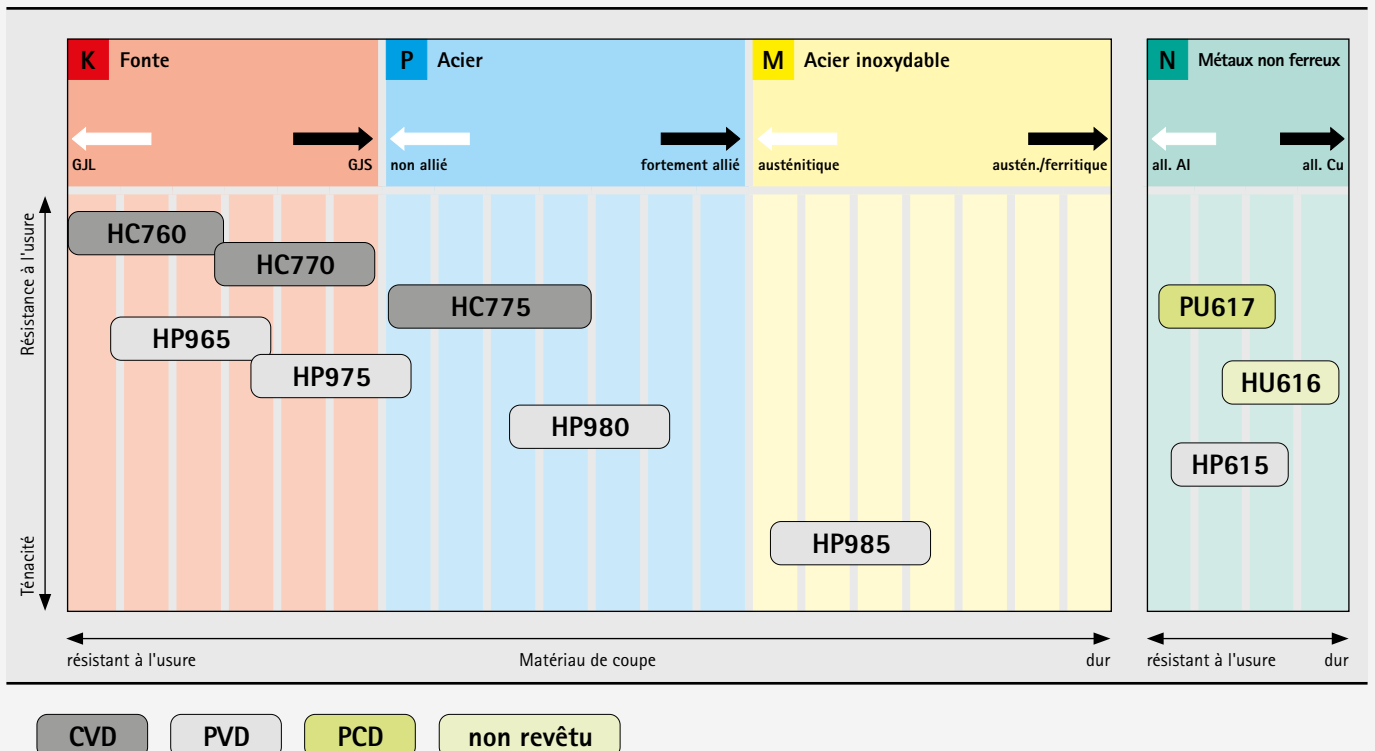 K Fonte
P Acier
M Acier inoxydable
N Métaux non ferreux
GJL
GJS
non allié
fortement allié
austénitique
austén./ferritique
all. Al
all. Cu
Résistance à l'usure
Ténacité
HC760
HC770
HC775
HP965
HP975
HP980
HP985
PU617
HU616
HP615
résistant à l'usure
Matériau de coupe
dur
résistant à l'usure
dur
CVD
PVD
PCD
non revêtu